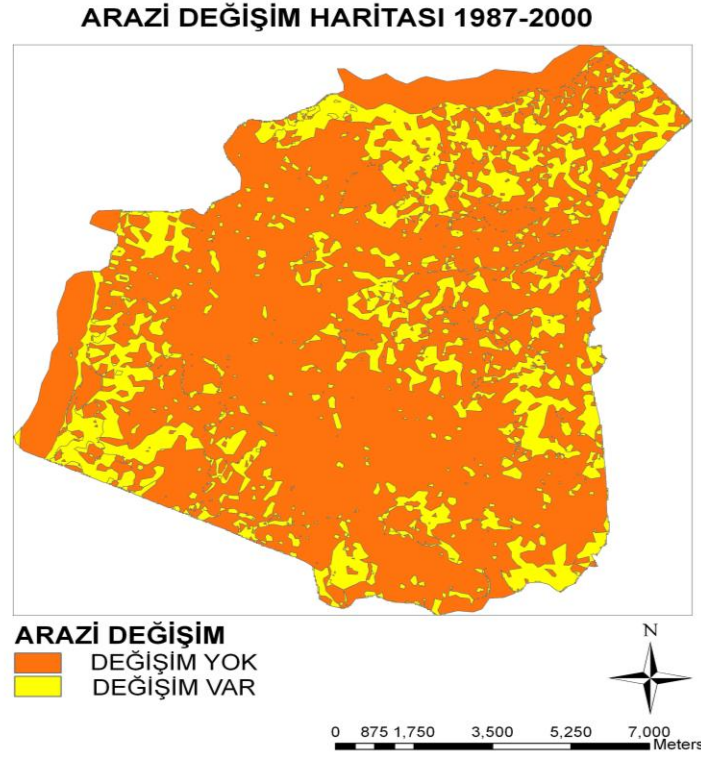 ARAZİ DEĞİŞİM HARİTASI 1987-2000
ARAZİ DEĞİŞİM
DEĞİŞİM YOK
DEĞİŞİM VAR
N
0 875 1,750 3,500 5,250 7,000
Meters